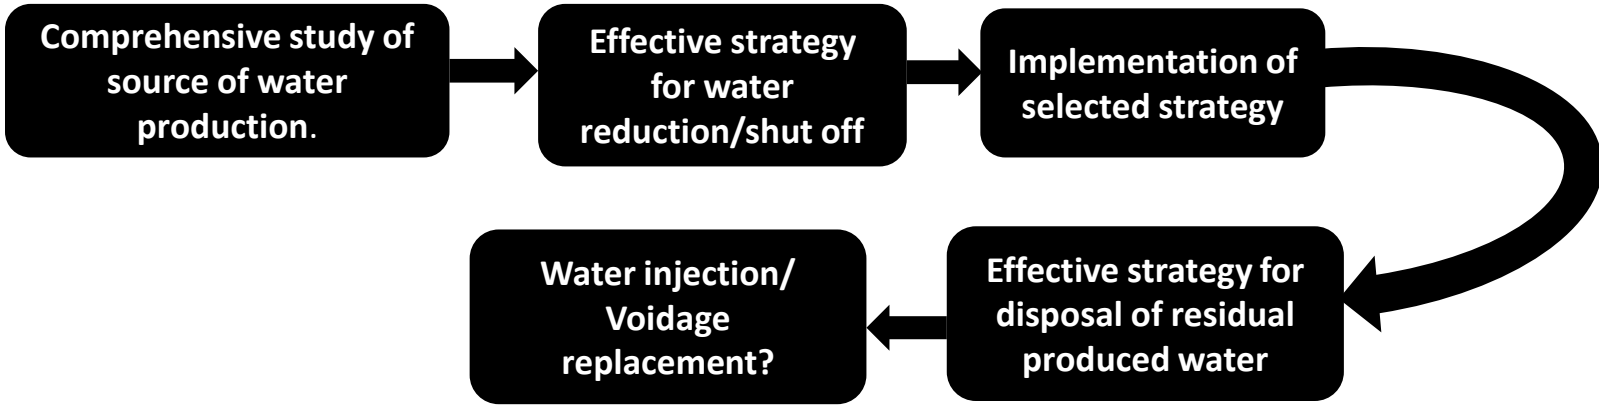 Comprehensive study of
source of water
production.
Effective strategy
for water
reduction/shut off
Implementation of
selected strategy
Effective strategy for
disposal of residual
produced water
Water injection/
Voidage
replacement?